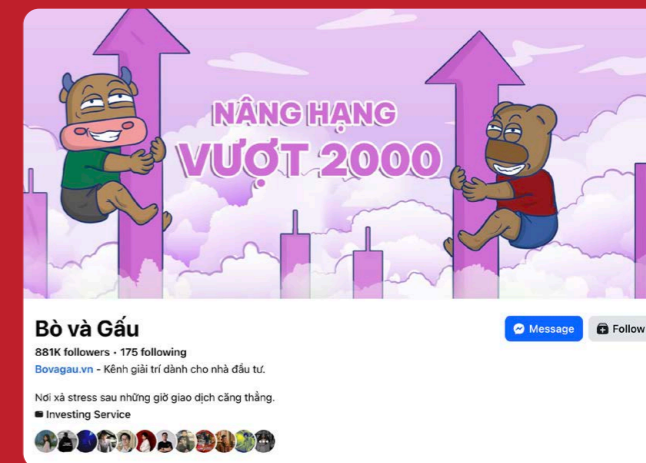 NÂNG HẠNG
VƯỢT 2000
Bò và Gấu
Message
Follow
881K followers · 175 following
Bovagau.vn - Kênh giải trí dành cho nhà đầu tư.
Nơi xả stress sau những giờ giao dịch căng thẳng.
Investing Service